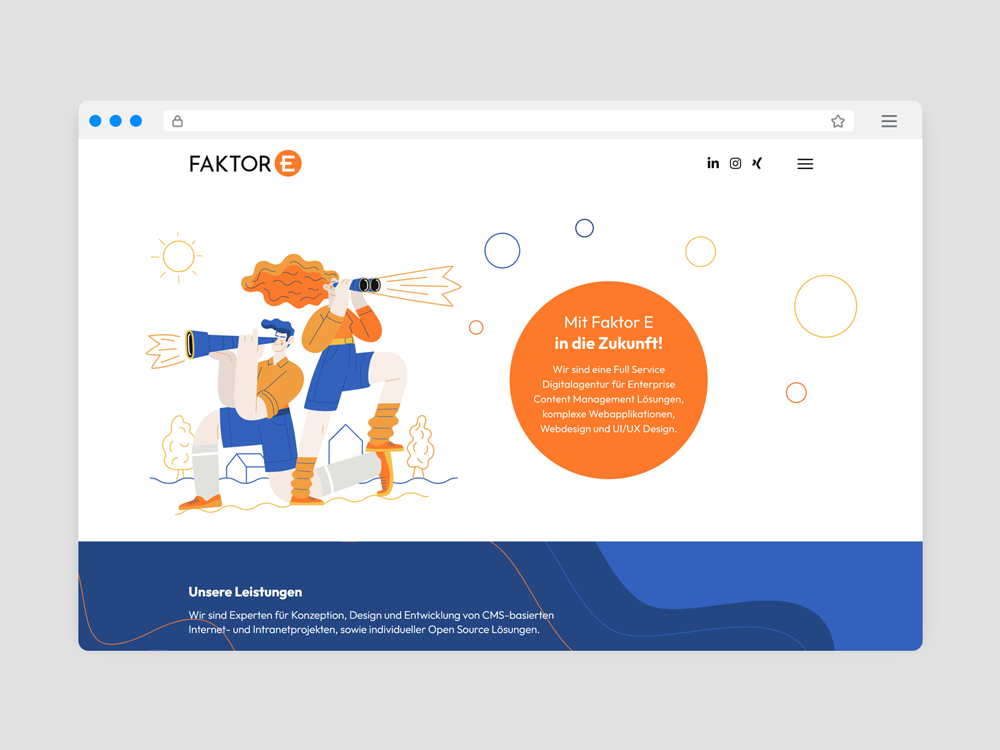 FAKTOR E
in
Mit Faktor E
in die Zukunft!
Wir sind eine Full Service
Digitalagentur für Enterprise
Content Management Lösungen,
komplexe Webapplikationen,
Webdesign und UI/UX Design.
Unsere Leistungen
Wir sind Experten für Konzeption, Design und Entwicklung von CMS-basierten
Internet- und Intranetprojekten, sowie individueller Open Source Lösungen.